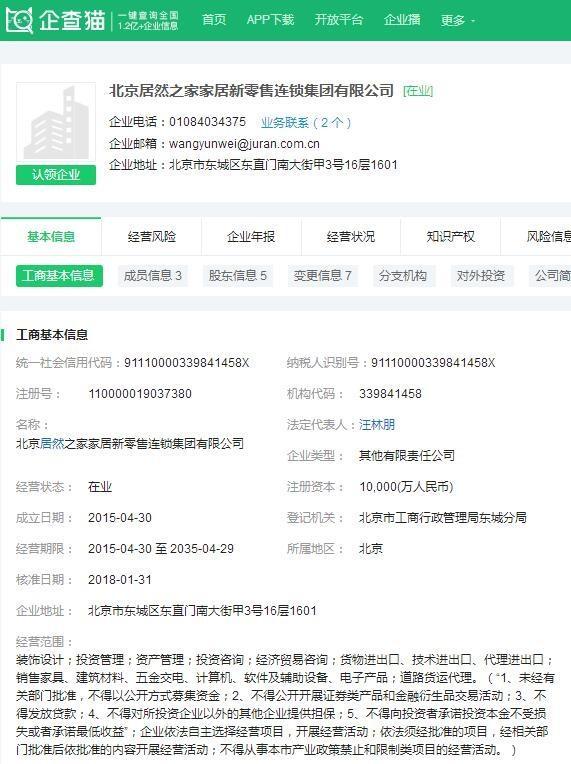 企查猫 一键查询全国
1.2亿+企业信息
首页 APP下载 开放平台 企业播 更多
北京居然之家家居新零售连锁集团有限公司 [在业]
企业电话：01084034375 业务联系（2 个）
企业邮箱：wangyunwei@juran.com.cn
企业地址：北京市东城区东直门南大街甲3号16层1601
认领企业
基本信息 经营风险 企业年报 经营状况 知识产权 风险信息
工商基本信息 成员信息 3 股东信息 5 变更信息 7 分支机构 对外投资 公司简
工商基本信息
统一社会信用代码：91110000339841458X 纳税人识别号：91110000339841458X
注册号： 110000019037380 机构代码： 339841458
名称： 法定代表人：汪林朋
北京居然之家家居新零售连锁集团有限公司
企业类型： 其他有限责任公司
经营状态： 在业 注册资本： 10,000(万人民币)
成立日期： 2015-04-30 登记机关： 北京市工商行政管理局东城分局
经营期限： 2015-04-30 至 2035-04-29 所属地区： 北京
核准日期： 2018-01-31
企业地址： 北京市东城区东直门南大街甲3号16层1601
经营范围：
装饰设计；投资管理；资产管理；投资咨询；经济贸易咨询；货物进出口、技术进出口、代理进出口；
销售家具、建筑材料、五金交电、计算机、软件及辅助设备、电子产品；道路货运代理。（“1、未经有
关部门批准，不得以公开方式募集资金；2、不得公开开展证券类产品和金融衍生品交易活动；3、不
得发放贷款；4、不得对所投资企业以外的其他企业提供担保；5、不得向投资者承诺投资本金不受损
失或者承诺最低收益”；企业依法自主选择经营项目，开展经营活动；依法须经批准的项目，经相关部
门批准后依批准的内容开展经营活动；不得从事本市产业政策禁止和限制类项目的经营活动。）